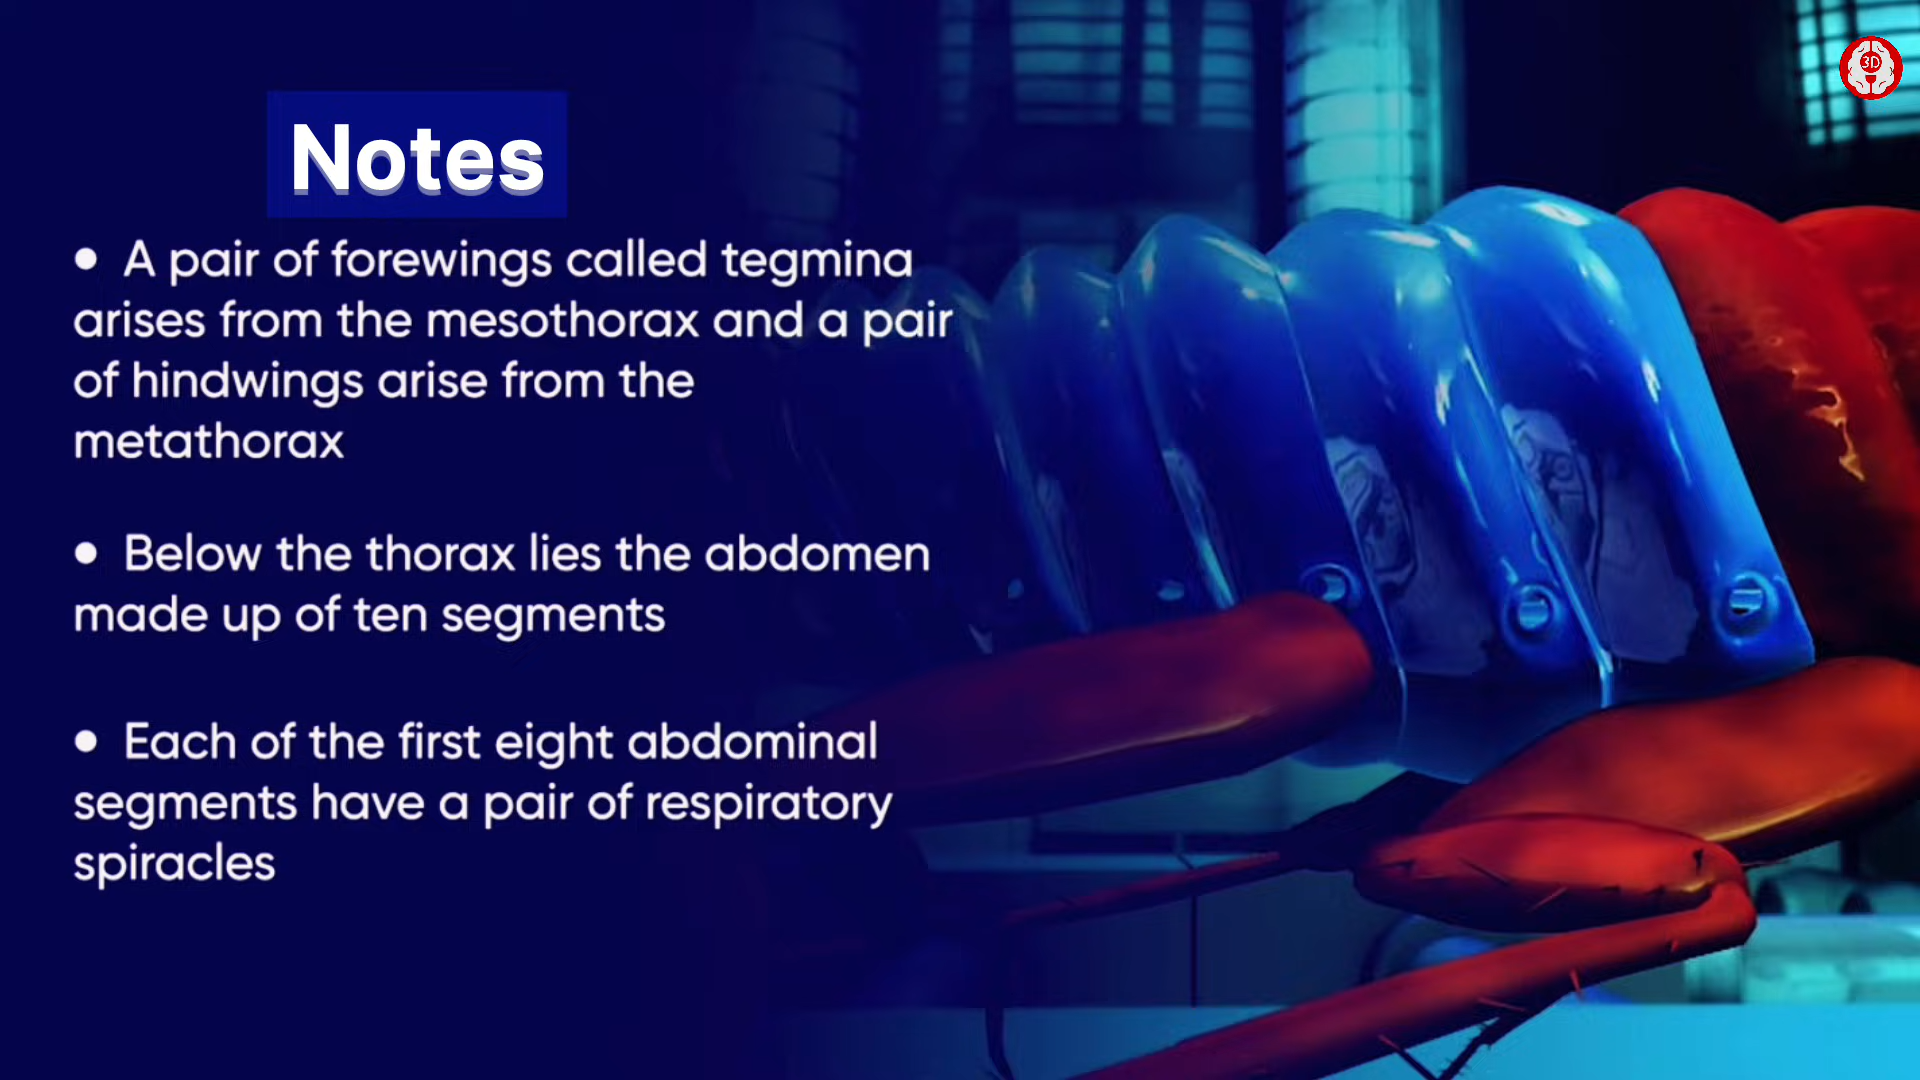 3D
Notes
• A pair of forewings called tegmina
arises from the mesothorax and a pair
of hindwings arise from the
metathorax
• Below the thorax lies the abdomen
made up of ten segments
• Each of the first eight abdominal
segments have a pair of respiratory
spiracles